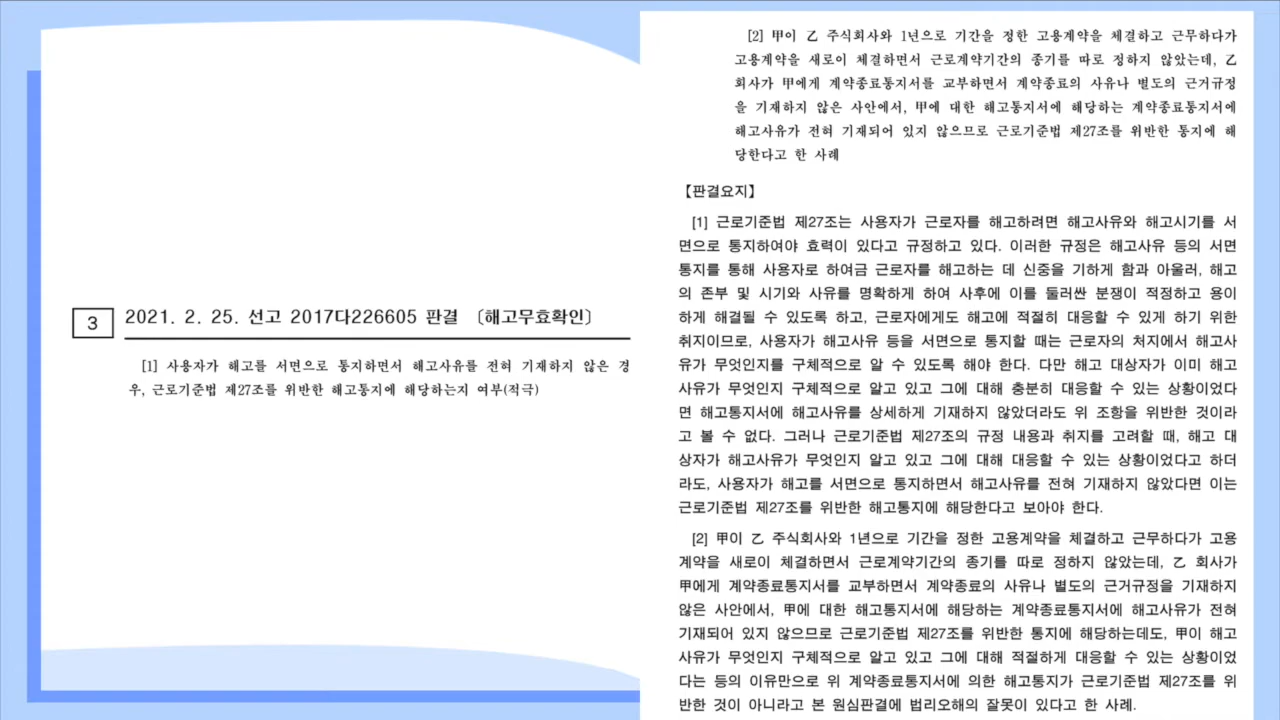 3
2021. 2. 25. 선고 2017다226605 판결 〔해고무효확인〕
[1] 사용자가 해고를 서면으로 통지하면서 해고사유를 전혀 기재하지 않은 경
우, 근로기준법 제27조를 위반한 해고통지에 해당하는지 여부(적극)
[2] 甲이 乙 주식회사와 1년으로 기간을 정한 고용계약을 체결하고 근무하다가
고용계약을 새로이 체결하면서 근로계약기간의 종기를 따로 정하지 않았는데, 乙
회사가 甲에게 계약종료통지서를 교부하면서 계약종료의 사유나 별도의 근거규정
을 기재하지 않은 사안에서, 甲에 대한 해고통지서에 해당하는 계약종료통지서에
해고사유가 전혀 기재되어 있지 않으므로 근로기준법 제27조를 위반한 통지에 해
당한다고 한 사례
【판결요지】
[1] 근로기준법 제27조는 사용자가 근로자를 해고하려면 해고사유와 해고시기를 서
면으로 통지하여야 효력이 있다고 규정하고 있다. 이러한 규정은 해고사유 등의 서면
통지를 통해 사용자로 하여금 근로자를 해고하는 데 신중을 기하게 함과 아울러, 해고
의 존부 및 시기와 사유를 명확하게 하여 사후에 이를 둘러싼 분쟁이 적정하고 용이
하게 해결될 수 있도록 하고, 근로자에게도 해고에 적절히 대응할 수 있게 하기 위한
취지이므로, 사용자가 해고사유 등을 서면으로 통지할 때는 근로자의 처지에서 해고사
유가 무엇인지를 구체적으로 알 수 있도록 해야 한다. 다만 해고 대상자가 이미 해고
사유가 무엇인지 구체적으로 알고 있고 그에 대해 충분히 대응할 수 있는 상황이었다
면 해고통지서에 해고사유를 상세하게 기재하지 않았더라도 위 조항을 위반한 것이라
고 볼 수 없다. 그러나 근로기준법 제27조의 규정 내용과 취지를 고려할 때, 해고 대
상자가 해고사유가 무엇인지 알고 있고 그에 대해 대응할 수 있는 상황이었다고 하더
라도, 사용자가 해고를 서면으로 통지하면서 해고사유를 전혀 기재하지 않았다면 이는
근로기준법 제27조를 위반한 해고통지에 해당한다고 보아야 한다.
[2] 甲이 乙 주식회사와 1년으로 기간을 정한 고용계약을 체결하고 근무하다가 고용
계약을 새로이 체결하면서 근로계약기간의 종기를 따로 정하지 않았는데, 乙 회사가
甲에게 계약종료통지서를 교부하면서 계약종료의 사유나 별도의 근거규정을 기재하지
않은 사안에서, 甲에 대한 해고통지서에 해당하는 계약종료통지서에 해고사유가 전혀
기재되어 있지 않으므로 근로기준법 제27조를 위반한 통지에 해당하는데도, 甲이 해고
사유가 무엇인지 구체적으로 알고 있고 그에 대해 적절하게 대응할 수 있는 상황이었
다는 등의 이유만으로 위 계약종료통지서에 의한 해고통지가 근로기준법 제27조를 위
반한 것이 아니라고 본 원심판결에 법리오해의 잘못이 있다고 한 사례.